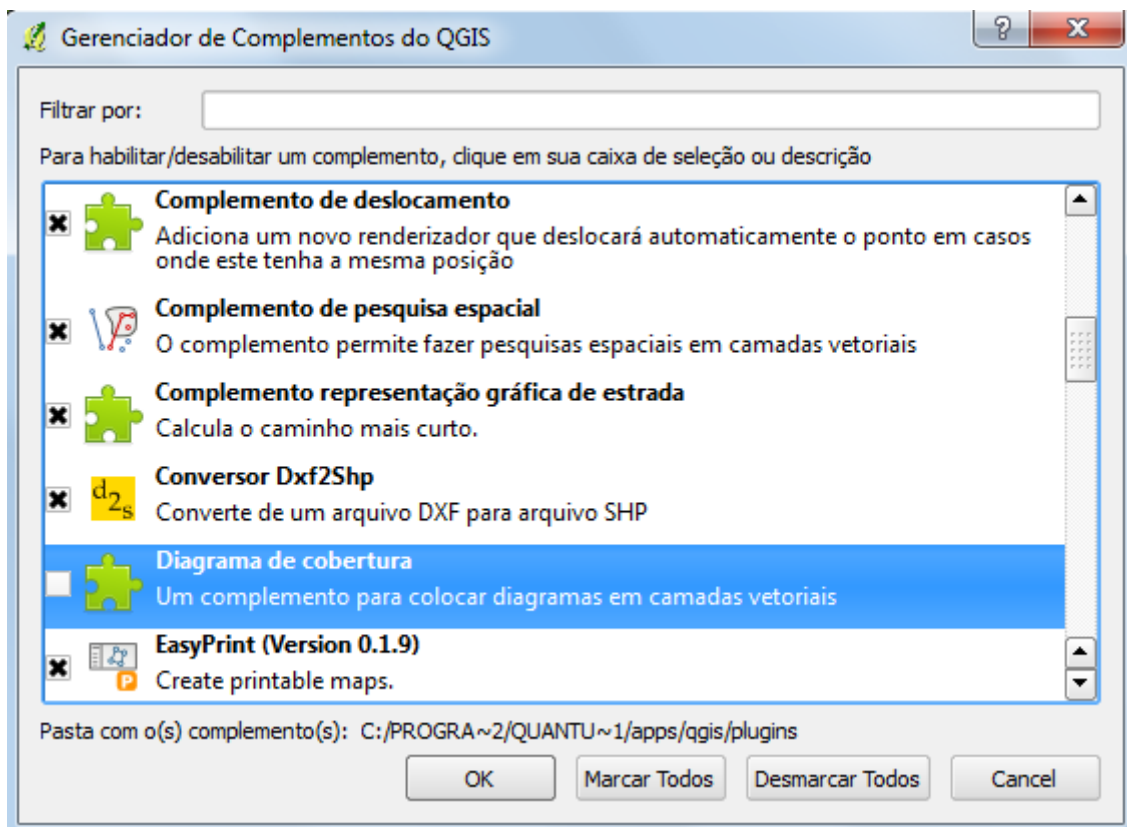 Gerenciador de Complementos do QGIS
Filtrar por:
Para habilitar/desabilitar um complemento, clique em sua caixa de seleção ou descrição
Complemento de deslocamento
Adiciona um novo renderizador que deslocará automaticamente o ponto em casos
onde este tenha a mesma posição
Complemento de pesquisa espacial
O complemento permite fazer pesquisas espaciais em camadas vetoriais
Complemento representação gráfica de estrada
Calcula o caminho mais curto.
d2s
Conversor Dxf2Shp
Converte de um arquivo DXF para arquivo SHP
Diagrama de cobertura
Um complemento para colocar diagramas em camadas vetoriais
EasyPrint (Version 0.1.9)
P
Create printable maps.
Pasta com o(s) complemento(s): C:/PROGRA~2/QUANTU~1/apps/qgis/plugins
OK Marcar Todos Desmarcar Todos Cancel